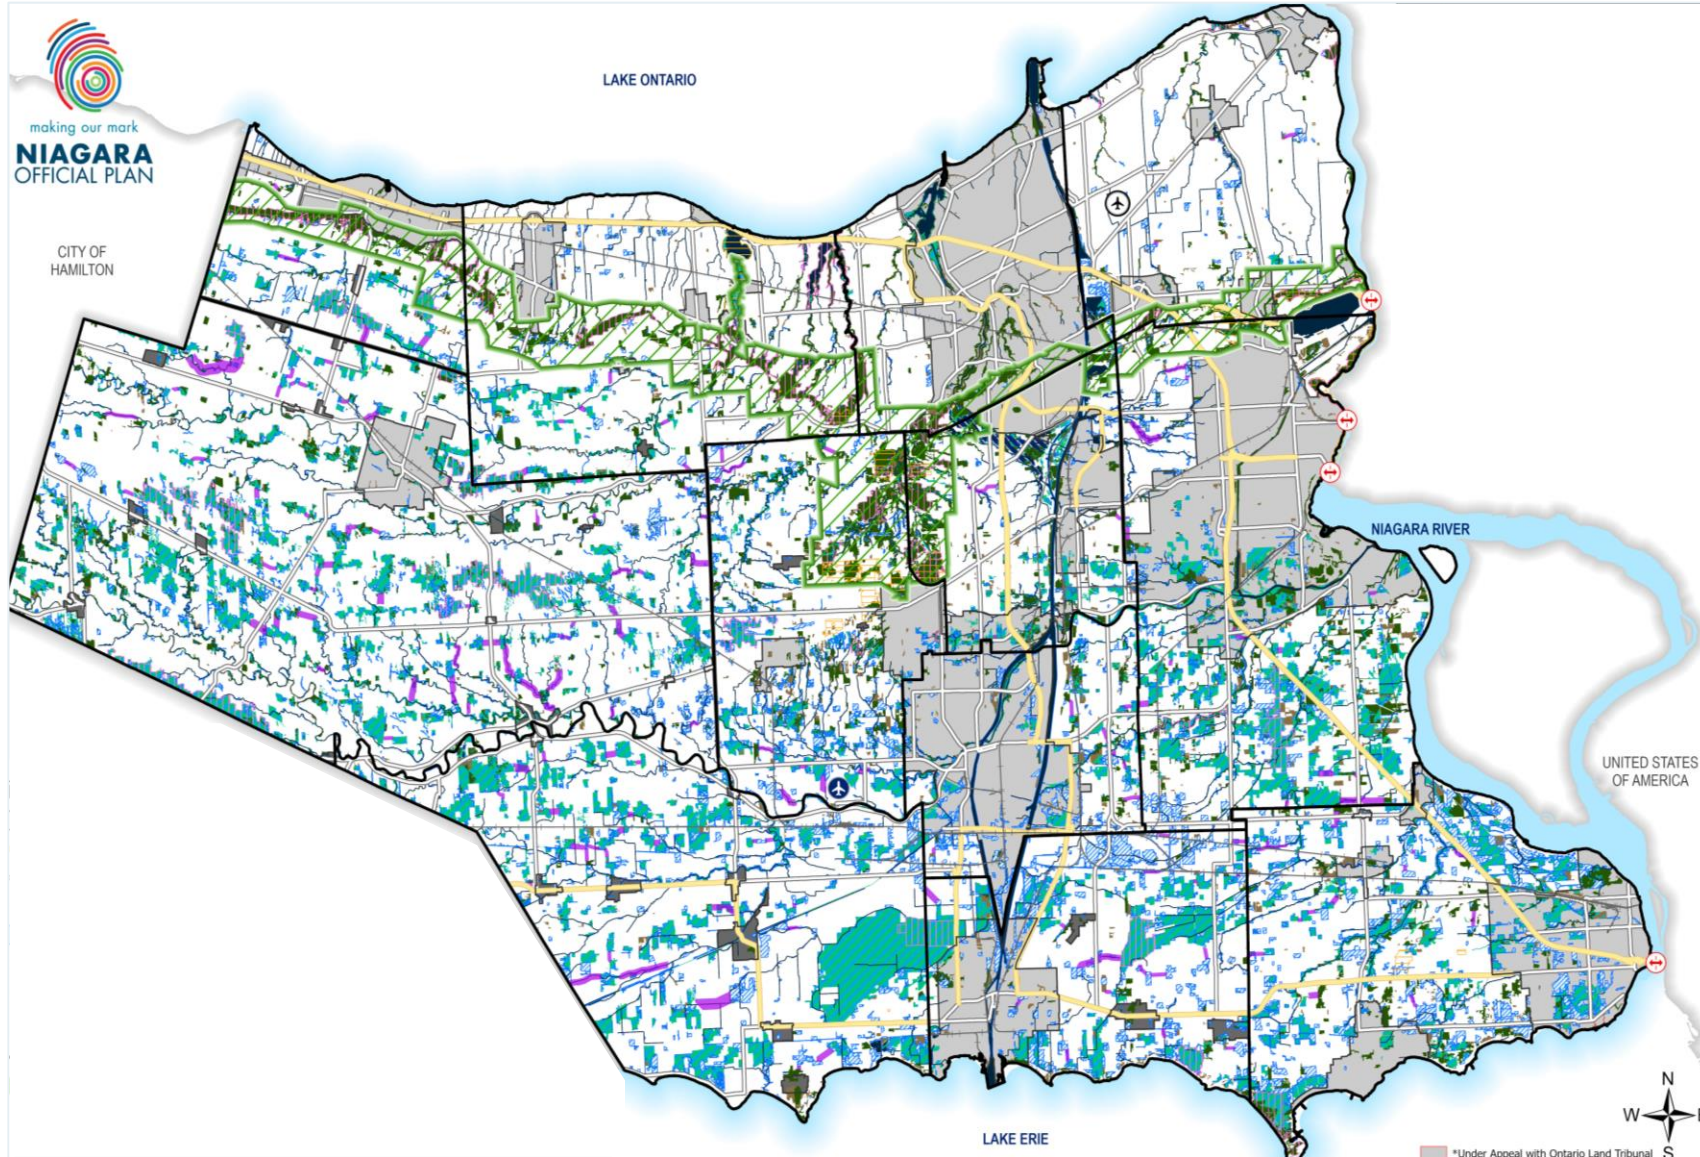 making our mark
NIAGARA
OFFICIAL PLAN
LAKE ONTARIO
CITY OF
HAMILTON
NIAGARA RIVER
UNITED STATES
OF AMERICA
LAKE ERIE
N
W
S
*Under Appeal with Ontario Land Tribunal